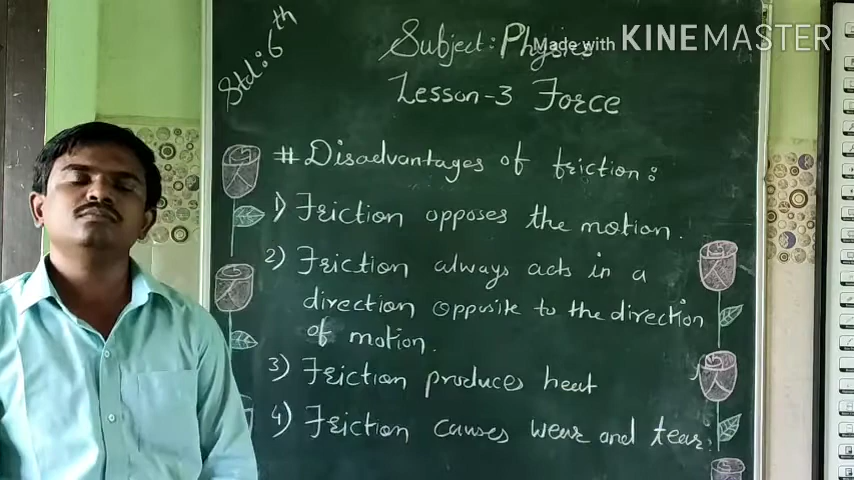 Std: 6th
Subject: Physics
Made with KINEMASTER
Lesson-3 Force
# Disadvantages of friction:
1) Friction opposes the motion.
2) Friction always acts in a
direction opposite to the direction
of motion.
3) Friction produces heat
4) Friction causes wear and tear.